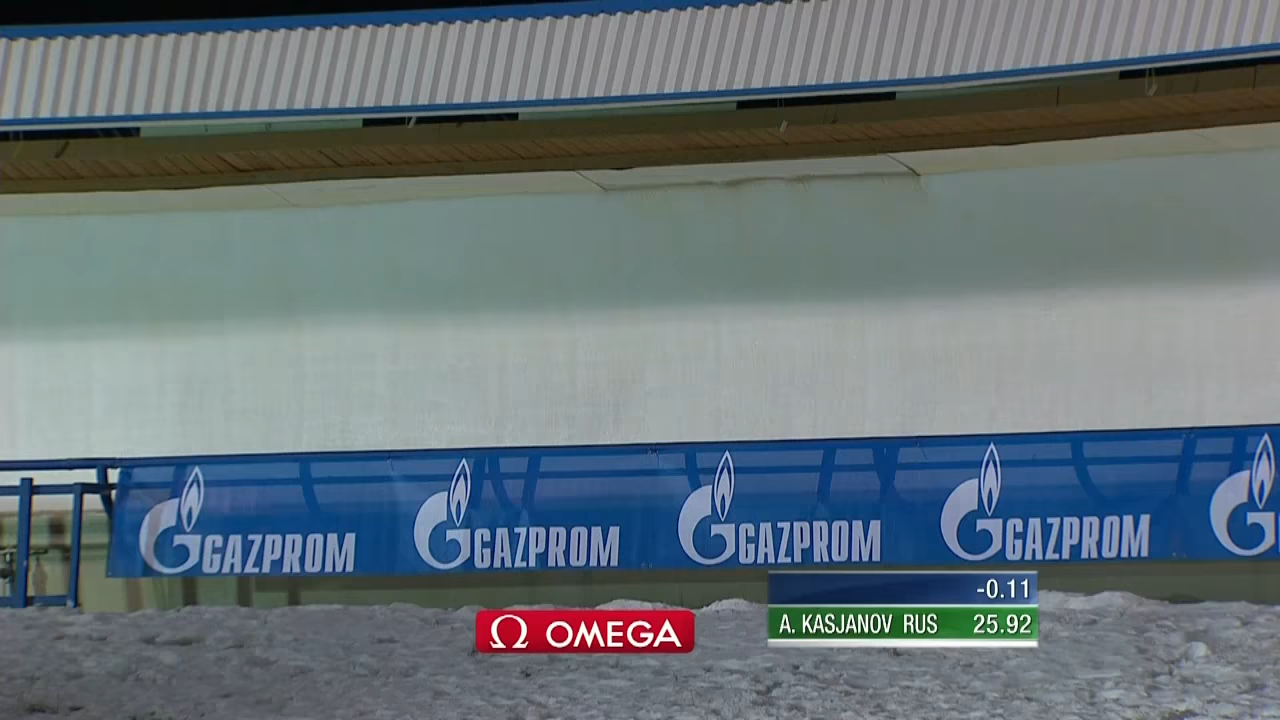 GAZPROM GAZPROM GAZPROM GAZPROM G
-0.11
Ω OMEGA
A. KASJANOV RUS 25.92